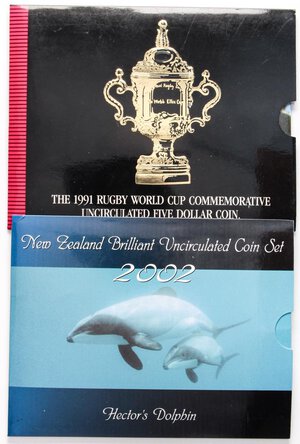 THE 1991 RUGBY WORLD CUP COMMEMORATIVE
UNCIRCULATED FIVE DOLLAR COIN.
New Zealand Brilliant Uncirculated Coin Set
2002
Hector's Dolphin